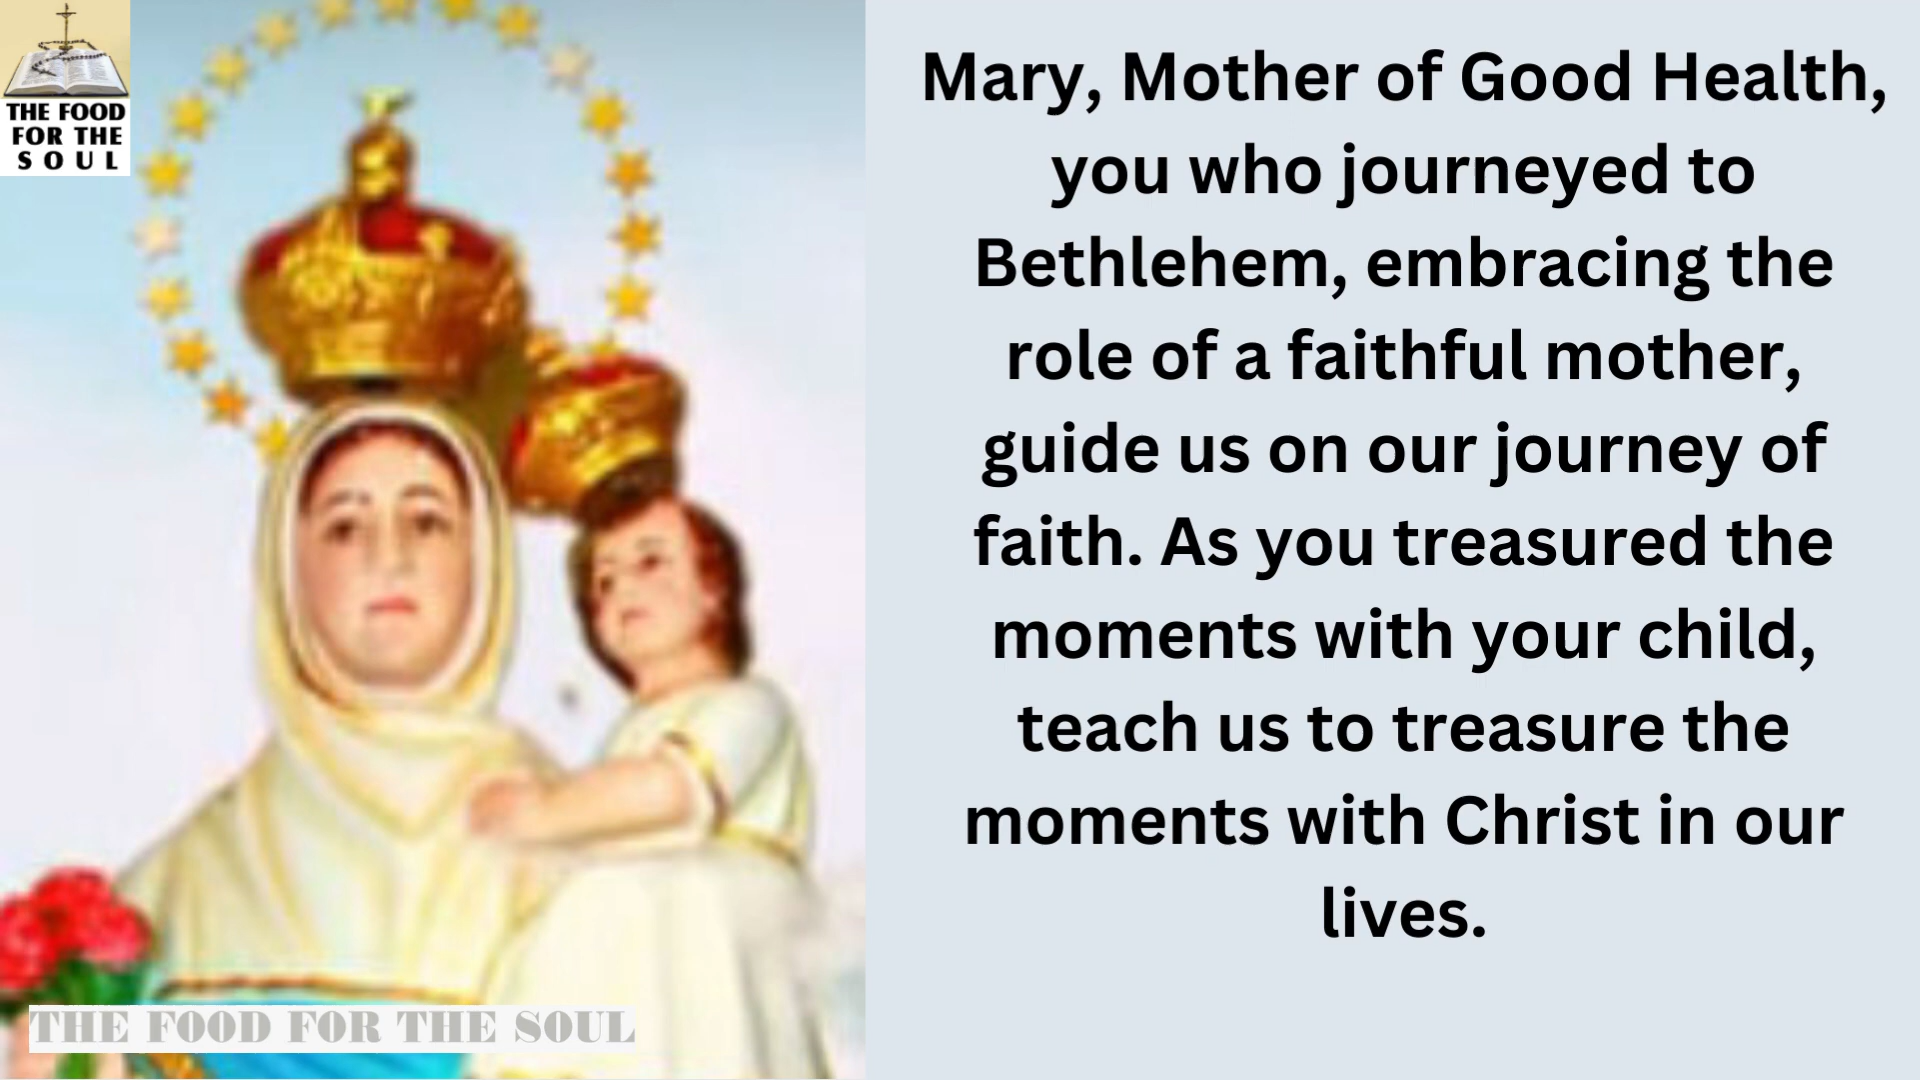 THE FOOD
FOR THE
SOUL
Mary, Mother of Good Health,
you who journeyed to
Bethlehem, embracing the
role of a faithful mother,
guide us on our journey of
faith. As you treasured the
moments with your child,
teach us to treasure the
moments with Christ in our
lives.
THE FOOD FOR THE SOUL